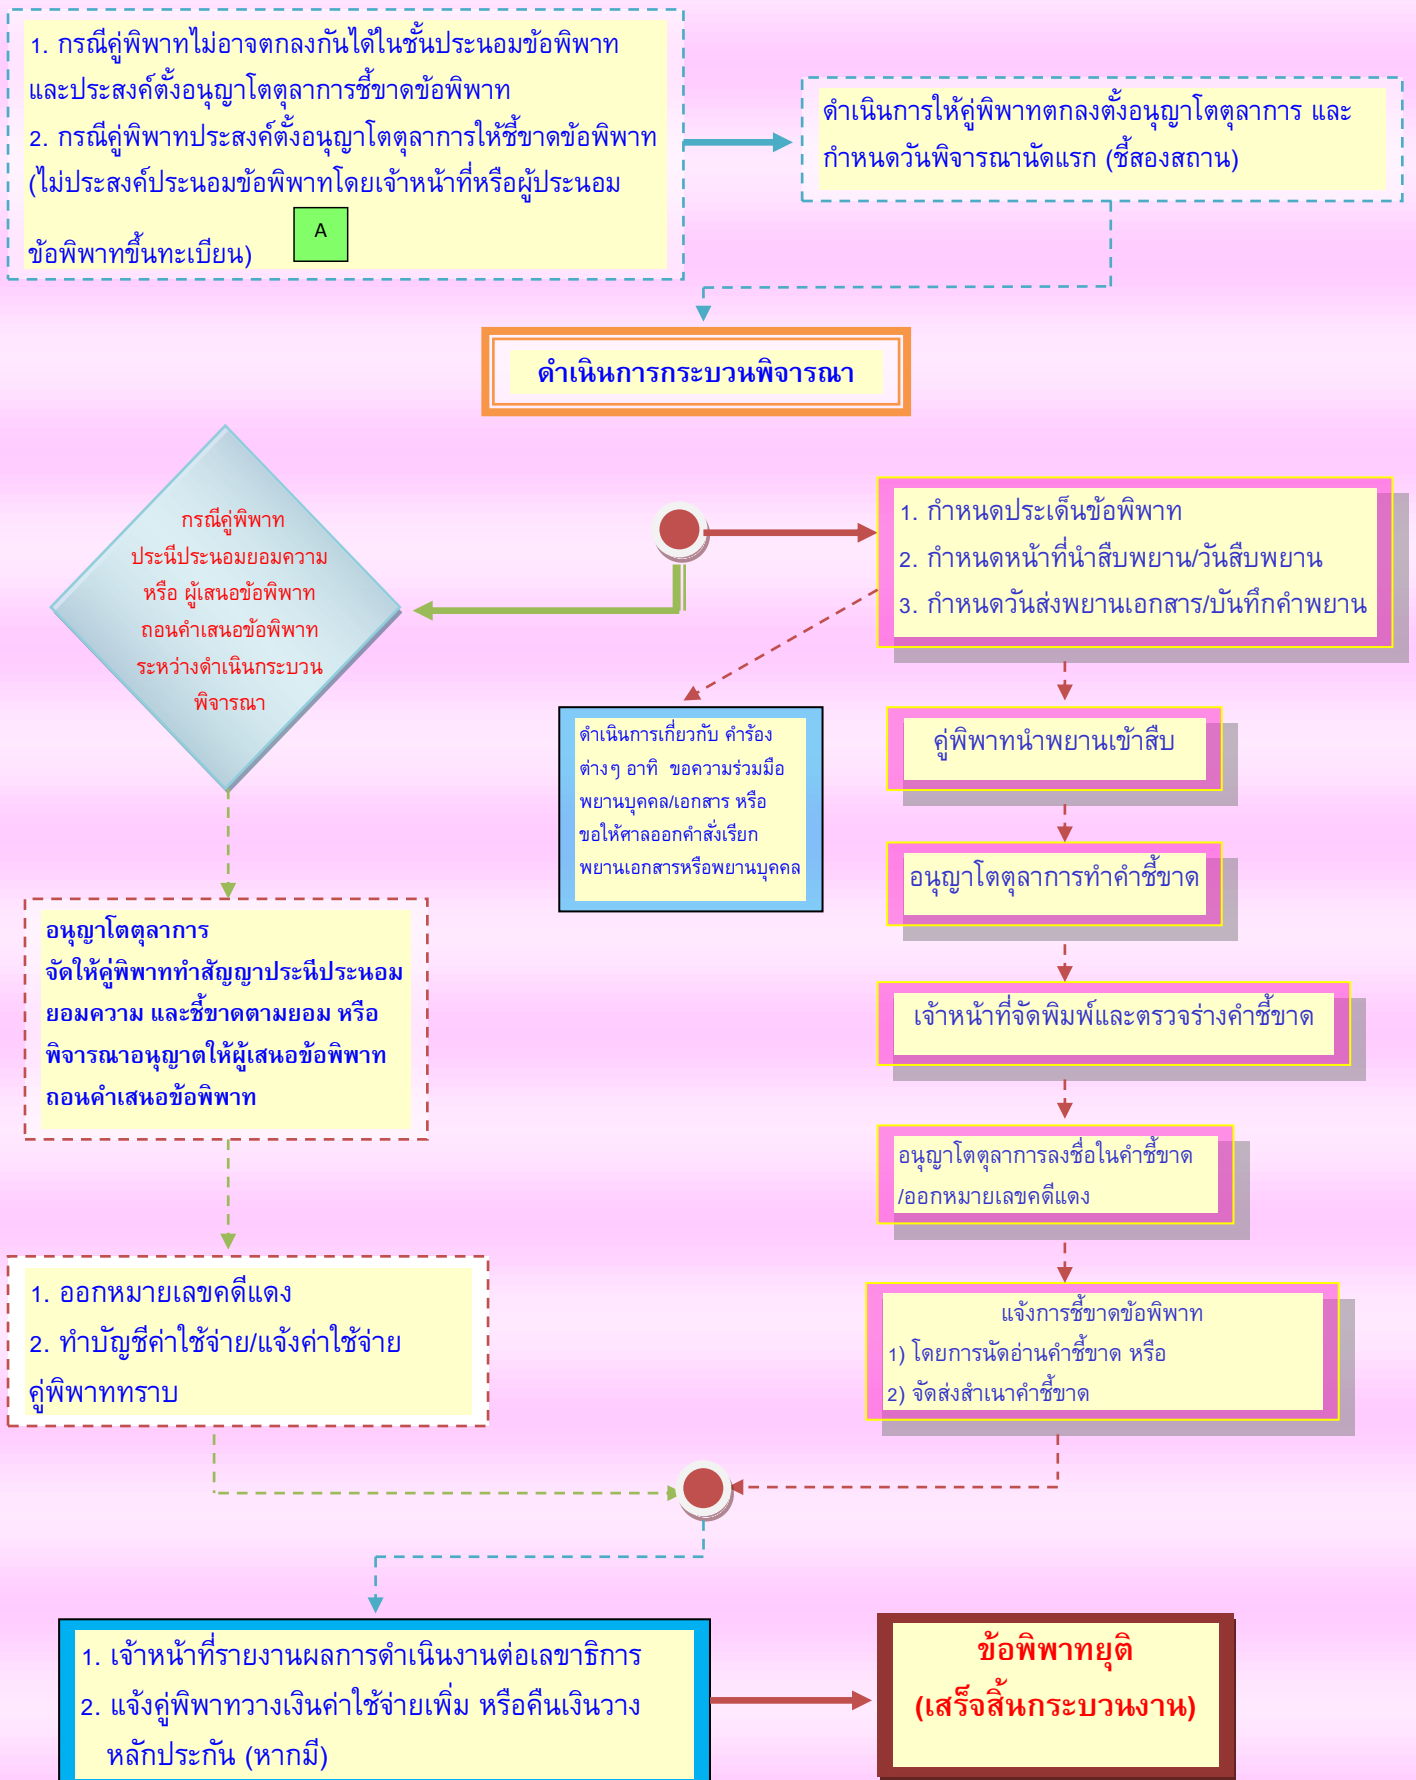 1. กรณีคู่พิพาทไม่อาจตกลงกันได้ในชั้นประนอมข้อพิพาท
และประสงค์ตั้งอนุญาโตตุลาการชี้ขาดข้อพิพาท
2. กรณีคู่พิพาทประสงค์ตั้งอนุญาโตตุลาการให้ชี้ขาดข้อพิพาท
(ไม่ประสงค์ประนอมข้อพิพาทโดยเจ้าหน้าที่หรือผู้ประนอม
ข้อพิพาทขึ้นทะเบียน)
A
ดำเนินการให้คู่พิพาทตกลงตั้งอนุญาโตตุลาการ และ
กำหนดวันพิจารณานัดแรก (ชี้สองสถาน)
ดำเนินการกระบวนพิจารณา
กรณีคู่พิพาท
ประนีประนอมยอมความ
หรือ ผู้เสนอข้อพิพาท
ถอนคำเสนอข้อพิพาท
ระหว่างดำเนินกระบวน
พิจารณา
1. กำหนดประเด็นข้อพิพาท
2. กำหนดหน้าที่นำสืบพยาน/วันสืบพยาน
3. กำหนดวันส่งพยานเอกสาร/บันทึกคำพยาน
ดำเนินการเกี่ยวกับ คำร้อง
ต่างๆ อาทิ ขอความร่วมมือ
พยานบุคคล/เอกสาร หรือ
ขอให้ศาลออกคำสั่งเรียก
พยานเอกสารหรือพยานบุคคล
คู่พิพาทนำพยานเข้าสืบ
อนุญาโตตุลาการทำคำชี้ขาด
อนุญาโตตุลาการ
จัดให้คู่พิพาททำสัญญาประนีประนอม
ยอมความ และชี้ขาดตามยอม หรือ
พิจารณาอนุญาตให้ผู้เสนอข้อพิพาท
ถอนคำเสนอข้อพิพาท
เจ้าหน้าที่จัดพิมพ์และตรวจร่างคำชี้ขาด
อนุญาโตตุลาการลงชื่อในคำชี้ขาด
/ออกหมายเลขคดีแดง
1. ออกหมายเลขคดีแดง
2. ทำบัญชีค่าใช้จ่าย/แจ้งค่าใช้จ่าย
คู่พิพาททราบ
แจ้งการชี้ขาดข้อพิพาท
1) โดยการนัดอ่านคำชี้ขาด หรือ
2) จัดส่งสำเนาคำชี้ขาด
1. เจ้าหน้าที่รายงานผลการดำเนินงานต่อเลขาธิการ
2. แจ้งคู่พิพาทวางเงินค่าใช้จ่ายเพิ่ม หรือคืนเงินวาง
หลักประกัน (หากมี)
ข้อพิพาทยุติ
(เสร็จสิ้นกระบวนงาน)